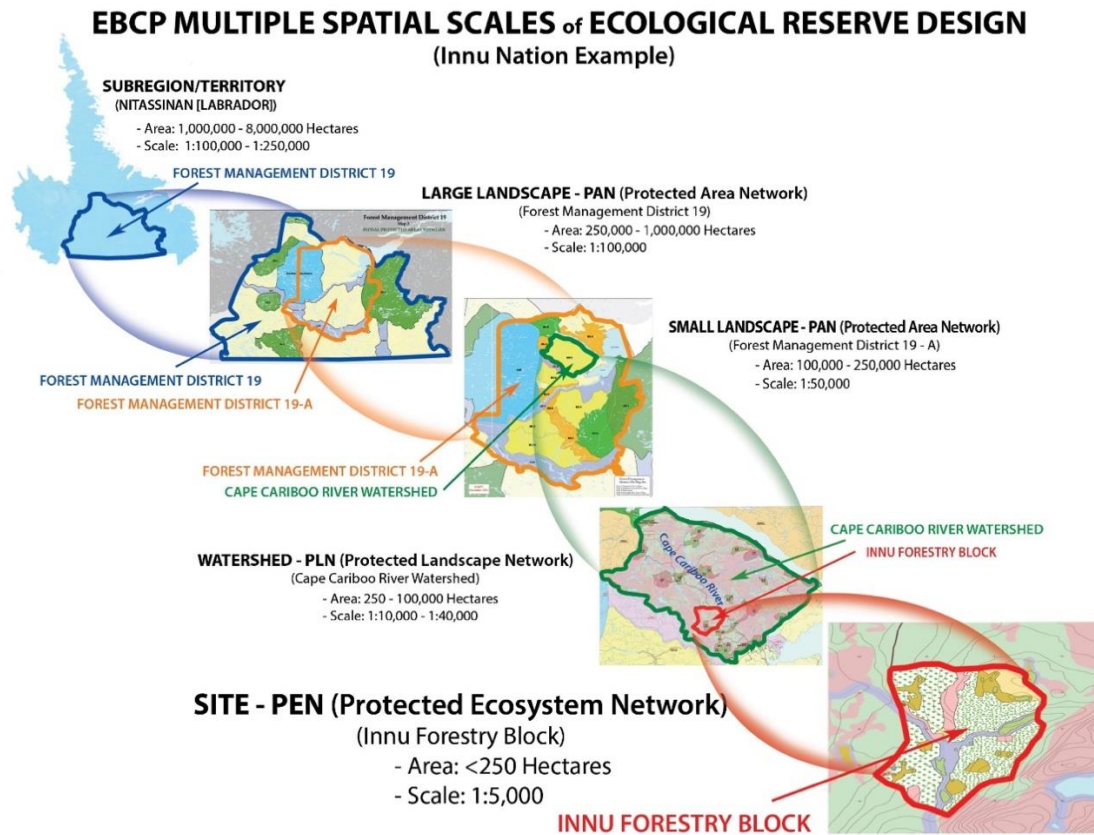 EBCP MULTIPLE SPATIAL SCALES of ECOLOGICAL RESERVE DESIGN
(Innu Nation Example)
SUBREGION/TERRITORY
(NITASSINAN [LABRADOR])
- Area: 1,000,000 - 8,000,000 Hectares
- Scale: 1:100,000 - 1:250,000
FOREST MANAGEMENT DISTRICT 19
LARGE LANDSCAPE - PAN (Protected Area Network)
(Forest Management District 19)
- Area: 250,000 - 1,000,000 Hectares
- Scale: 1:100,000
Forest Management District 19
FOREST MANAGEMENT DISTRICT 19
FOREST MANAGEMENT DISTRICT 19-A
SMALL LANDSCAPE - PAN (Protected Area Network)
(Forest Management District 19 - A)
- Area: 100,000 - 250,000 Hectares
- Scale: 1:50,000
FOREST MANAGEMENT DISTRICT 19-A
CAPE CARIBOO RIVER WATERSHED
WATERSHED - PLN (Protected Landscape Network)
(Cape Cariboo River Watershed)
- Area: 250 - 100,000 Hectares
- Scale: 1:10,000 - 1:40,000
Cape Cariboo River
CAPE CARIBOO RIVER WATERSHED
INNU FORESTRY BLOCK
SITE - PEN (Protected Ecosystem Network)
(Innu Forestry Block)
- Area: <250 Hectares
- Scale: 1:5,000
INNU FORESTRY BLOCK